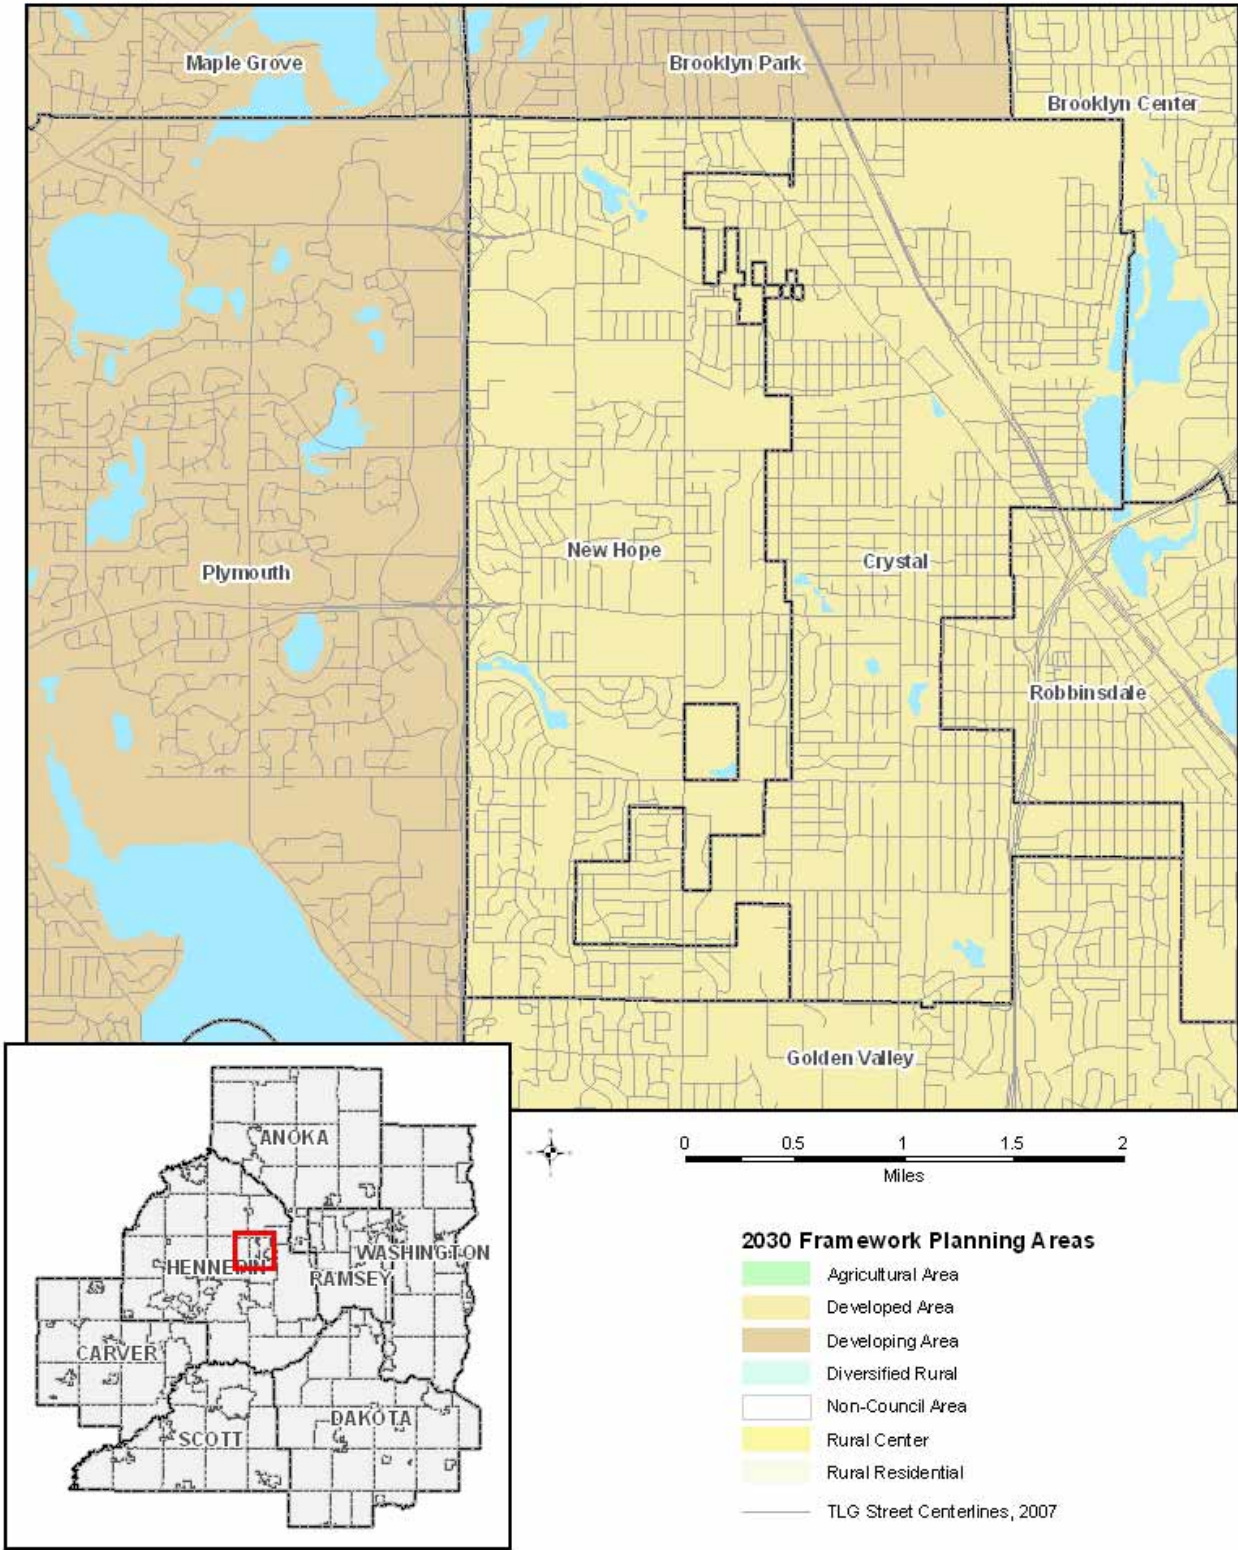 Maple Grove
Brooklyn Park
Brooklyn Center
New Hope
Crystal
Plymouth
Robbinsdale
Golden Valley
ANOKA
WASHINGTON
HENNEPIN
RAMSEY
CARVER
DAKOTA
SCOTT
0 0.5 1 1.5 2
Miles
2030 Framework Planning Areas
Agricultural Area
Developed Area
Developing Area
Diversified Rural
Non-Council Area
Rural Center
Rural Residential
TLG Street Centerlines, 2007